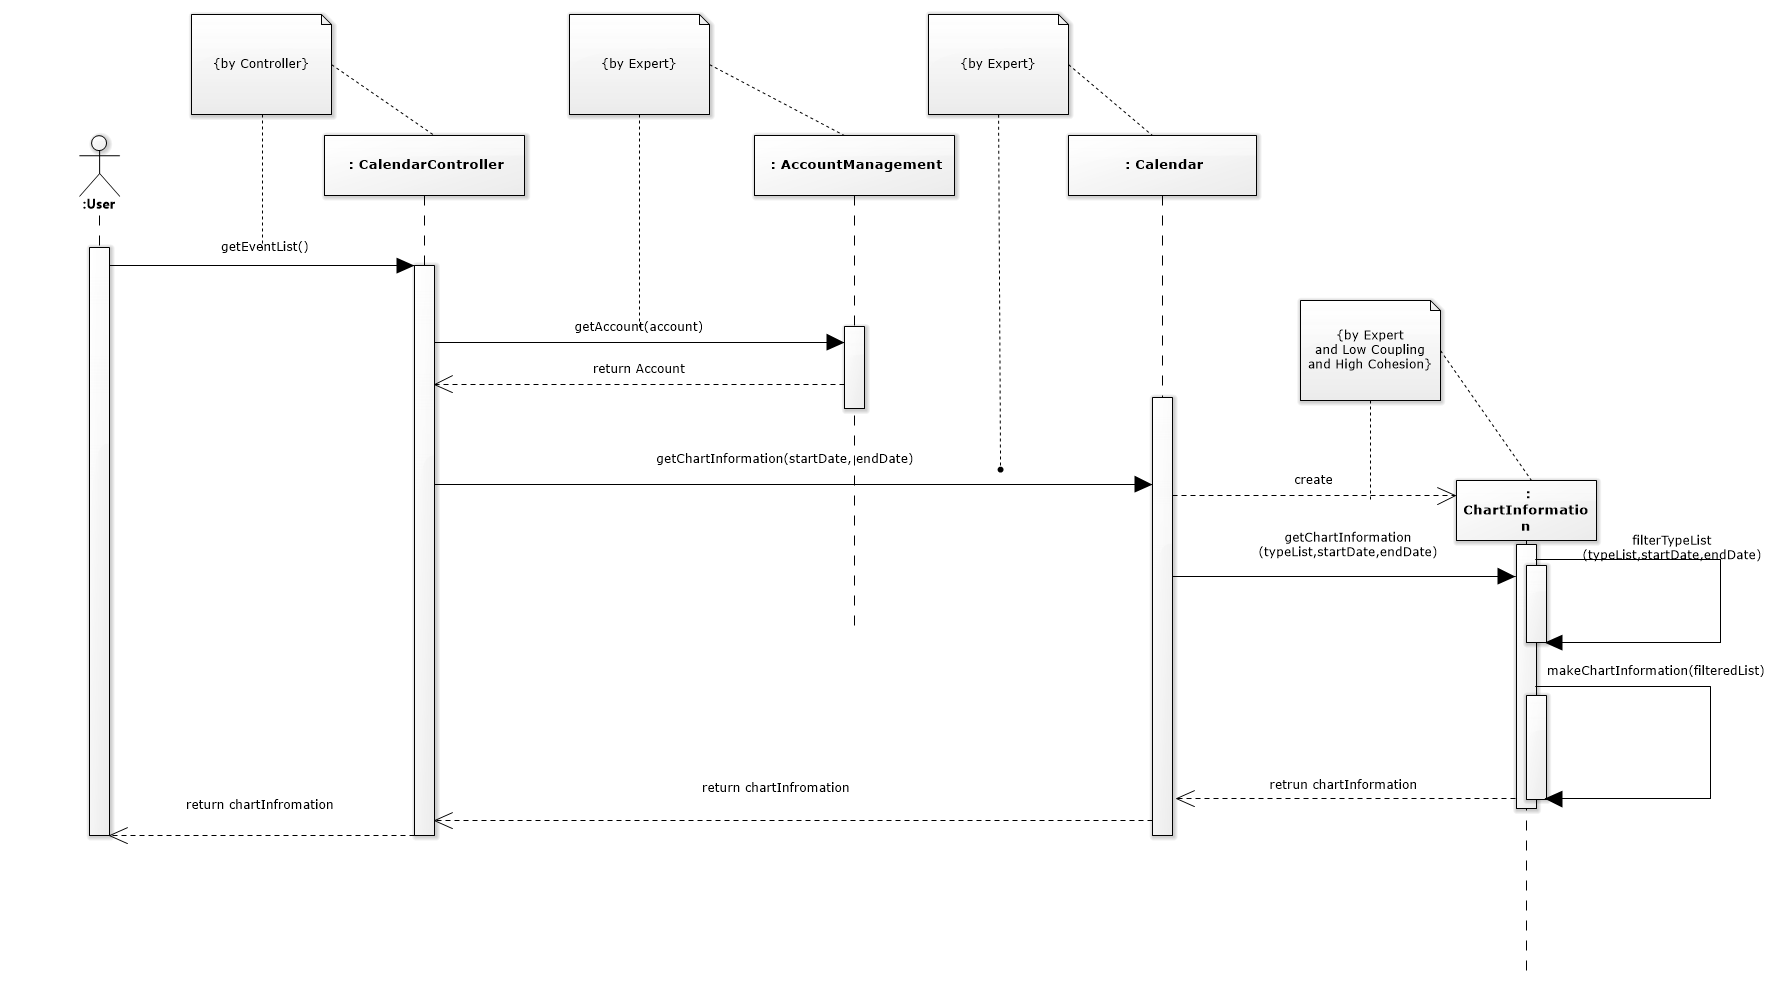 {by Controller}
{by Expert}
{by Expert}
:User
: CalendarController
: AccountManagement
: Calendar
getEventList()
getAccount(account)
return Account
{by Expert
and Low Coupling
and High Cohesion}
getChartInformation(startDate, endDate)
create
:
ChartInformatio
n
getChartInformation
(typeList,startDate,endDate)
filterTypeList
(typeList,startDate,endDate)
makeChartInformation(filteredList)
retrun chartInformation
return chartInfromation
return chartInfromation